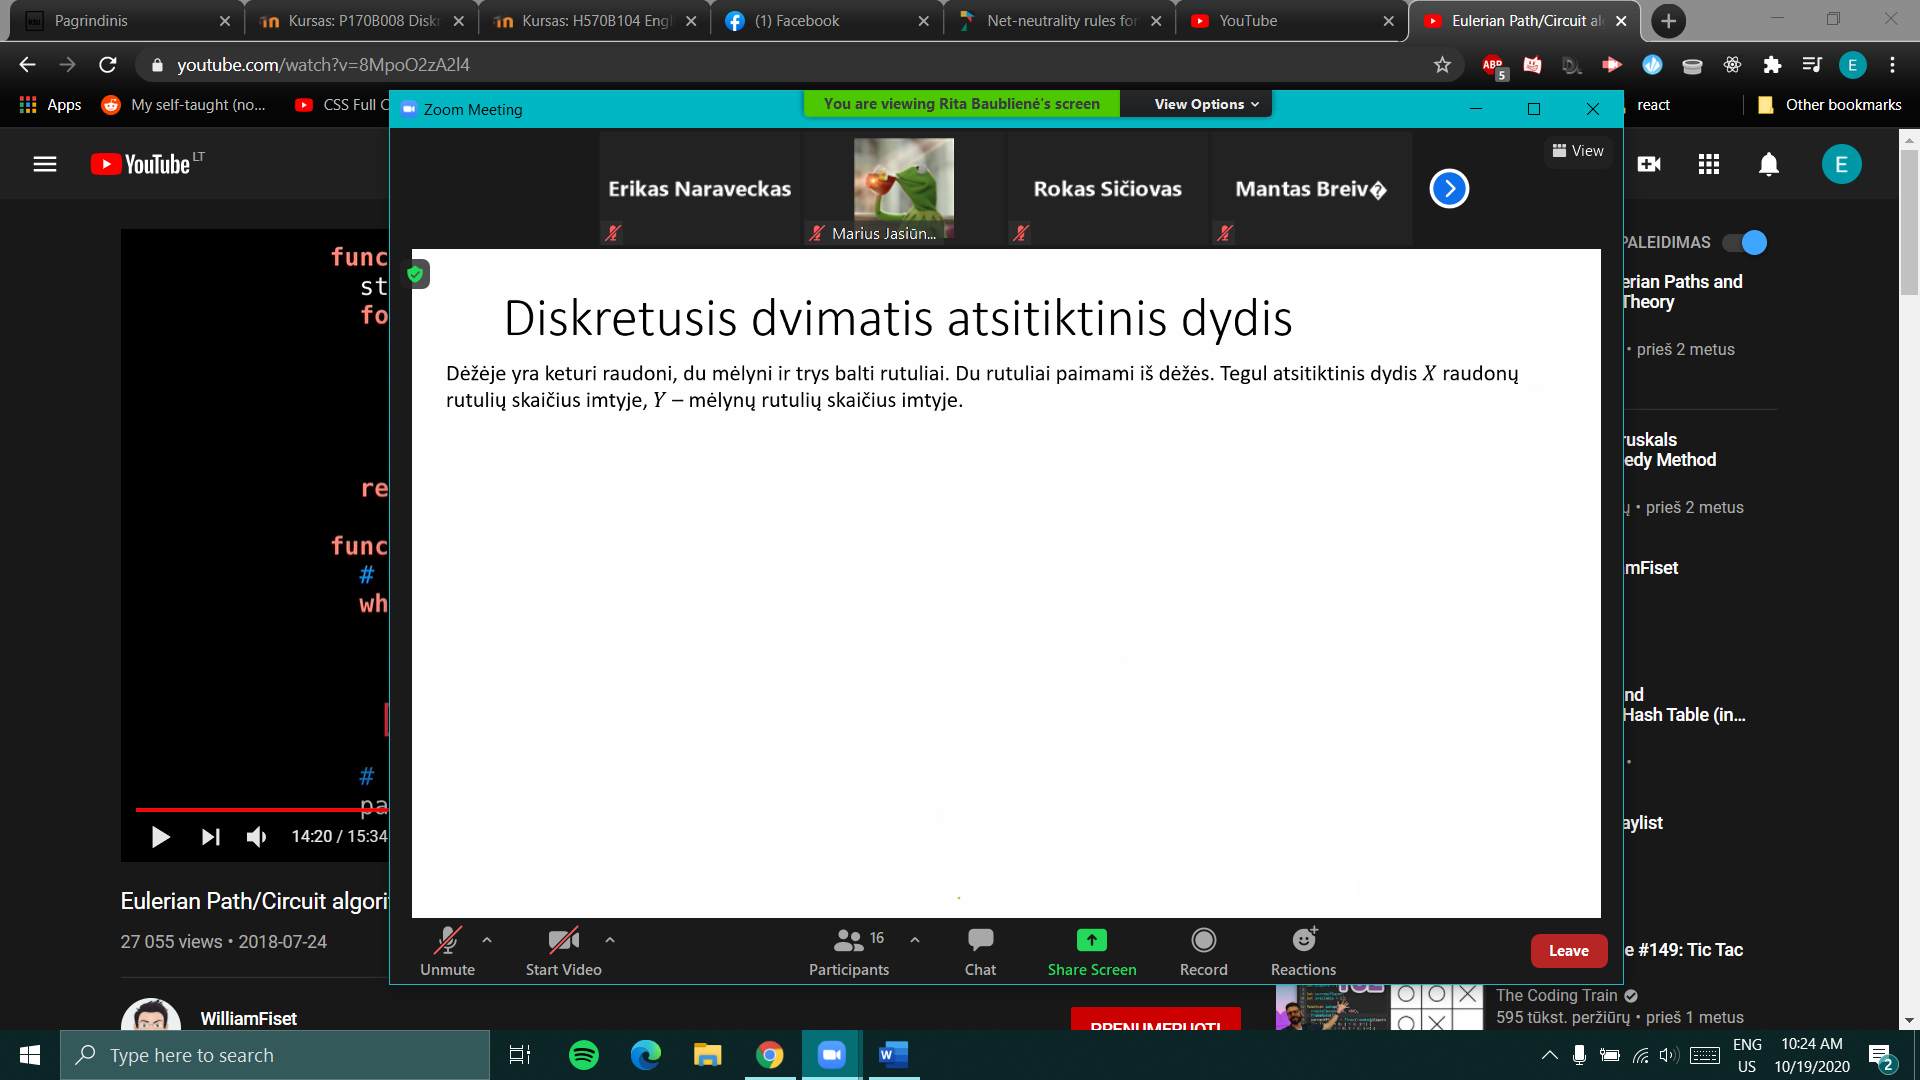 Pagrindinis
Kursas: P170B008 Diskr
Kursas: H570B104 Engl
(1) Facebook
Net-neutrality rules for
YouTube
Eulerian Path/Circuit al
youtube.com/watch?v=8MpoO2zA2l4
ABP
5
E
Apps
My self-taught (no...
CSS Full C
react
Other bookmarks
Zoom Meeting
You are viewing Rita Baublienė's screen
View Options
YouTube LT
View
E
Erikas Naraveckas
Marius Jasiūn...
Rokas Sičiovas
Mantas Breiv�
PALEIDIMAS
erian Paths and
Theory
• prieš 2 metus
ruskals
edy Method
ų • prieš 2 metus
mFiset
nd
Hash Table (in...
•
aylist
e #149: Tic Tac
The Coding Train
595 tūkst. peržiūrų • prieš 1 metus
func
st
fo
re
func
#
wh
[
#
pa
14:20 / 15:34
Diskretusis dvimatis atsitiktinis dydis
Dėžėje yra keturi raudoni, du mėlyni ir trys balti rutuliai. Du rutuliai paimami iš dėžės. Tegul atsitiktinis dydis X raudonų
rutulių skaičius imtyje, Y – mėlynų rutulių skaičius imtyje.
Eulerian Path/Circuit algori
27 055 views • 2018-07-24
WilliamFiset
PRENUMERUOTI
Unmute
Start Video
16
Participants
Chat
Share Screen
Record
Reactions
Leave
Type here to search
ENG
US
10:24 AM
10/19/2020
2